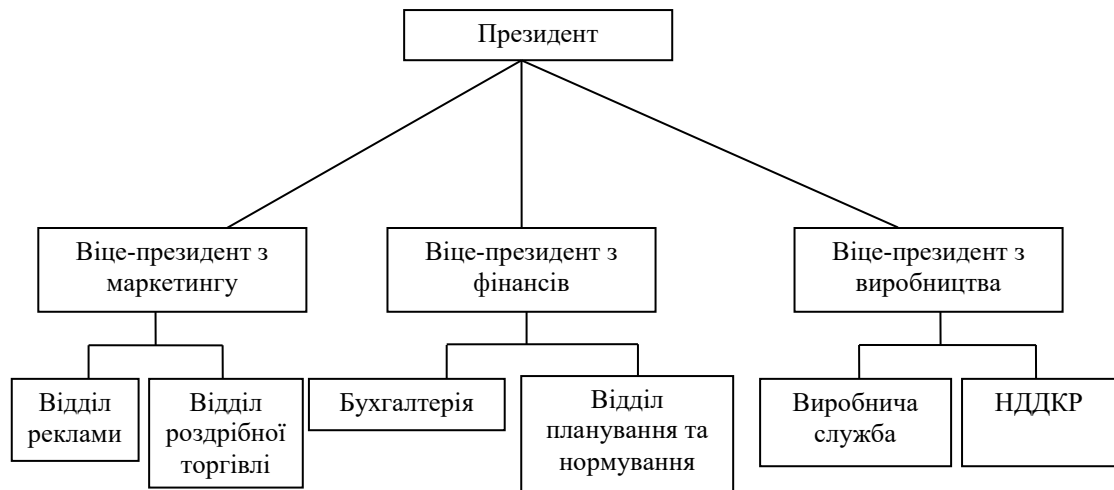 Президент
Віце-президент з
маркетингу
Віце-президент з
фінансів
Віце-президент з
виробництва
Відділ
реклами
Відділ
роздрібної
торгівлі
Бухгалтерія
Відділ
планування та
нормування
Виробнича
служба
НДДКР